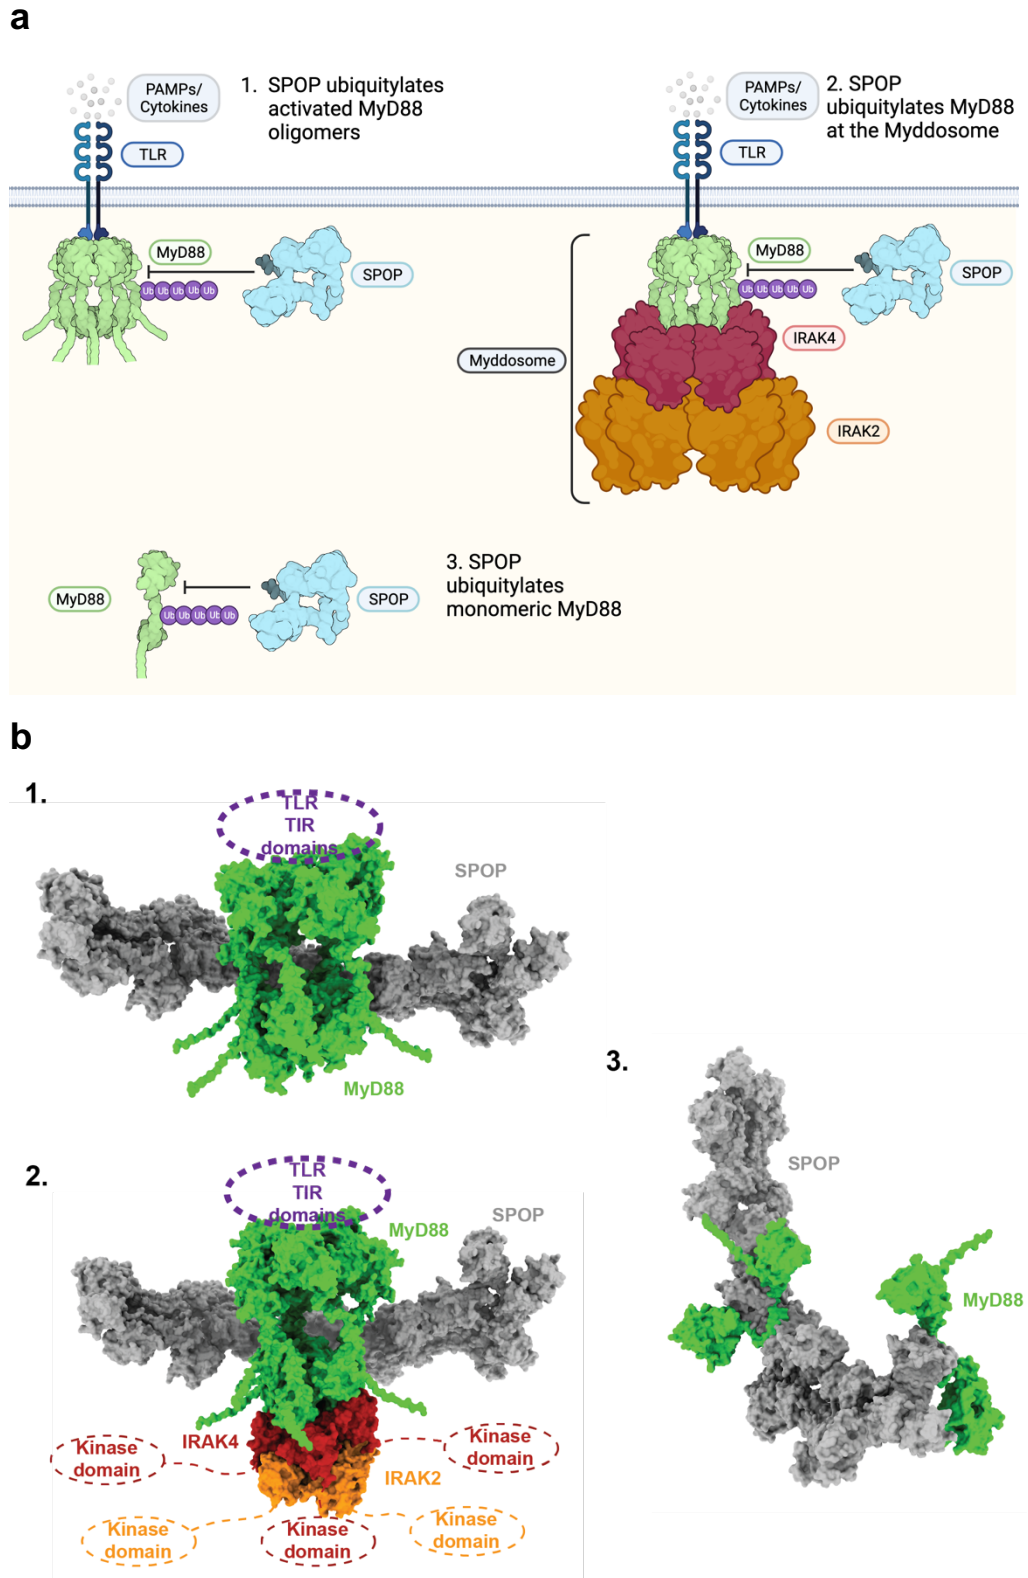 a
PAMPs/
Cytokines
1. SPOP ubiquitylates
activated MyD88
oligomers
TLR
MyD88
Ub Ub Ub Ub Ub
SPOP
PAMPs/
Cytokines
2. SPOP
ubiquitylates MyD88
at the Myddosome
TLR
MyD88
Ub Ub Ub Ub Ub
SPOP
IRAK4
Myddosome
IRAK2
MyD88
Ub Ub Ub Ub Ub
SPOP
3. SPOP
ubiquitylates
monomeric MyD88
b
1.
TLR
TIR
domains
SPOP
MyD88
2.
TLR
TIR
domains
MyD88
SPOP
IRAK4
Kinase
domain
Kinase
domain
IRAK2
Kinase
domain
Kinase
domain
Kinase
domain
3.
SPOP
MyD88